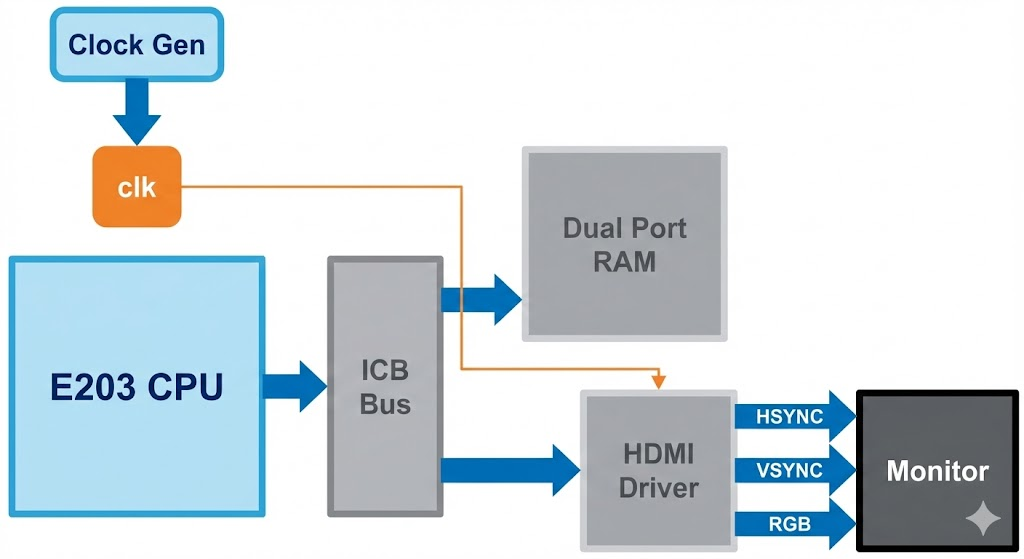 Clock Gen
clk
Dual Port
RAM
E203 CPU
ICB
Bus
HDMI
Driver
HSYNC
VSYNC
RGB
Monitor